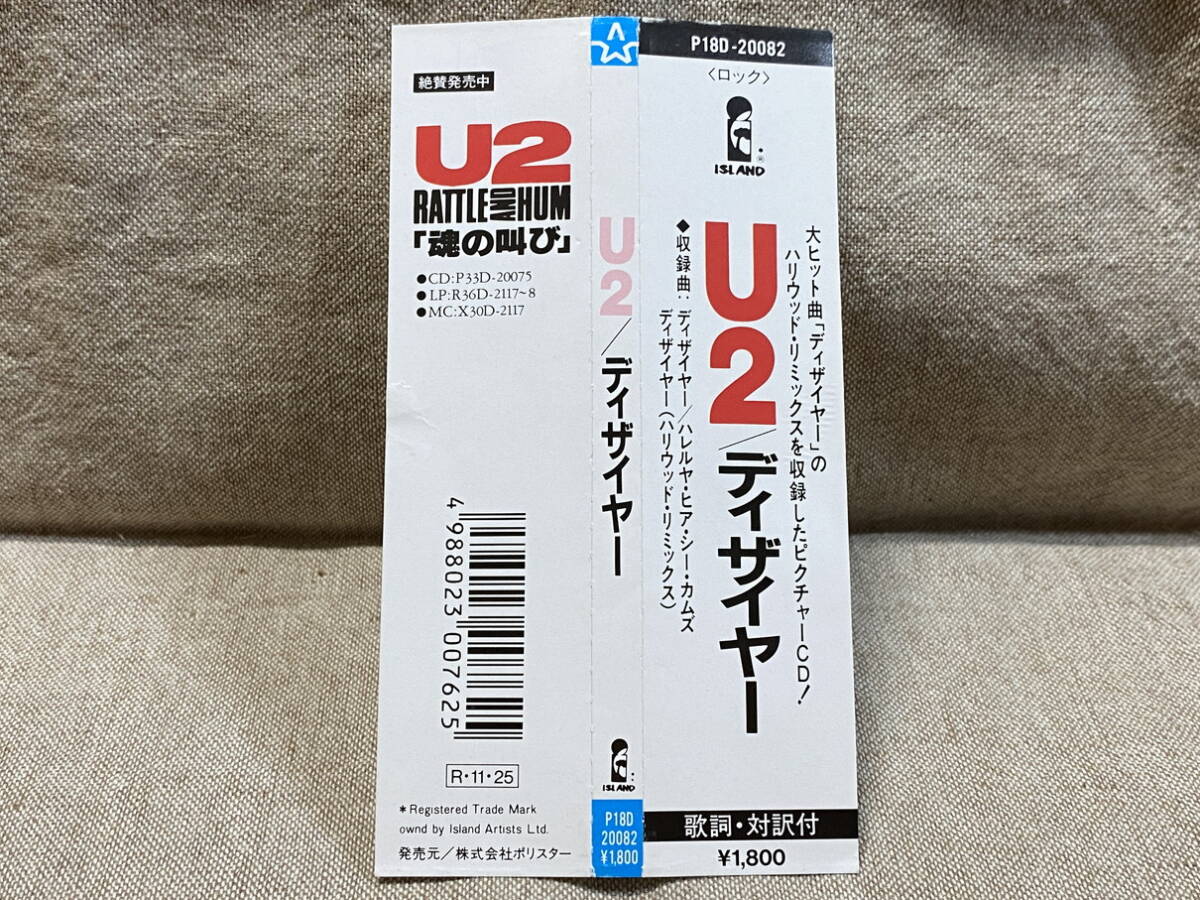 絶賛発売中
U2
RATTLE AND HUM
「魂の叫び」
●CD:P33D-20075
●LP:R36D-2117~8
●MC:X30D-2117
4 988023 007625
R・11・25
*Registered Trade Mark
ownd by Island Artists Ltd.
発売元／株式会社ポリスター
U2／ディザイヤー
ISLAND
P18D
20082
¥1,800
P18D-20082
〈ロック〉
ISLAND
大ヒット曲「ディザイヤー」の
ハリウッド・リミックスを収録したピクチャーCD!
U2／ディザイヤー
◆収録曲：ディザイヤー／ハレルヤ・ヒア・シー・カムズ
ディザイヤー（ハリウッド・リミックス）
歌詞・対訳付
¥1,800